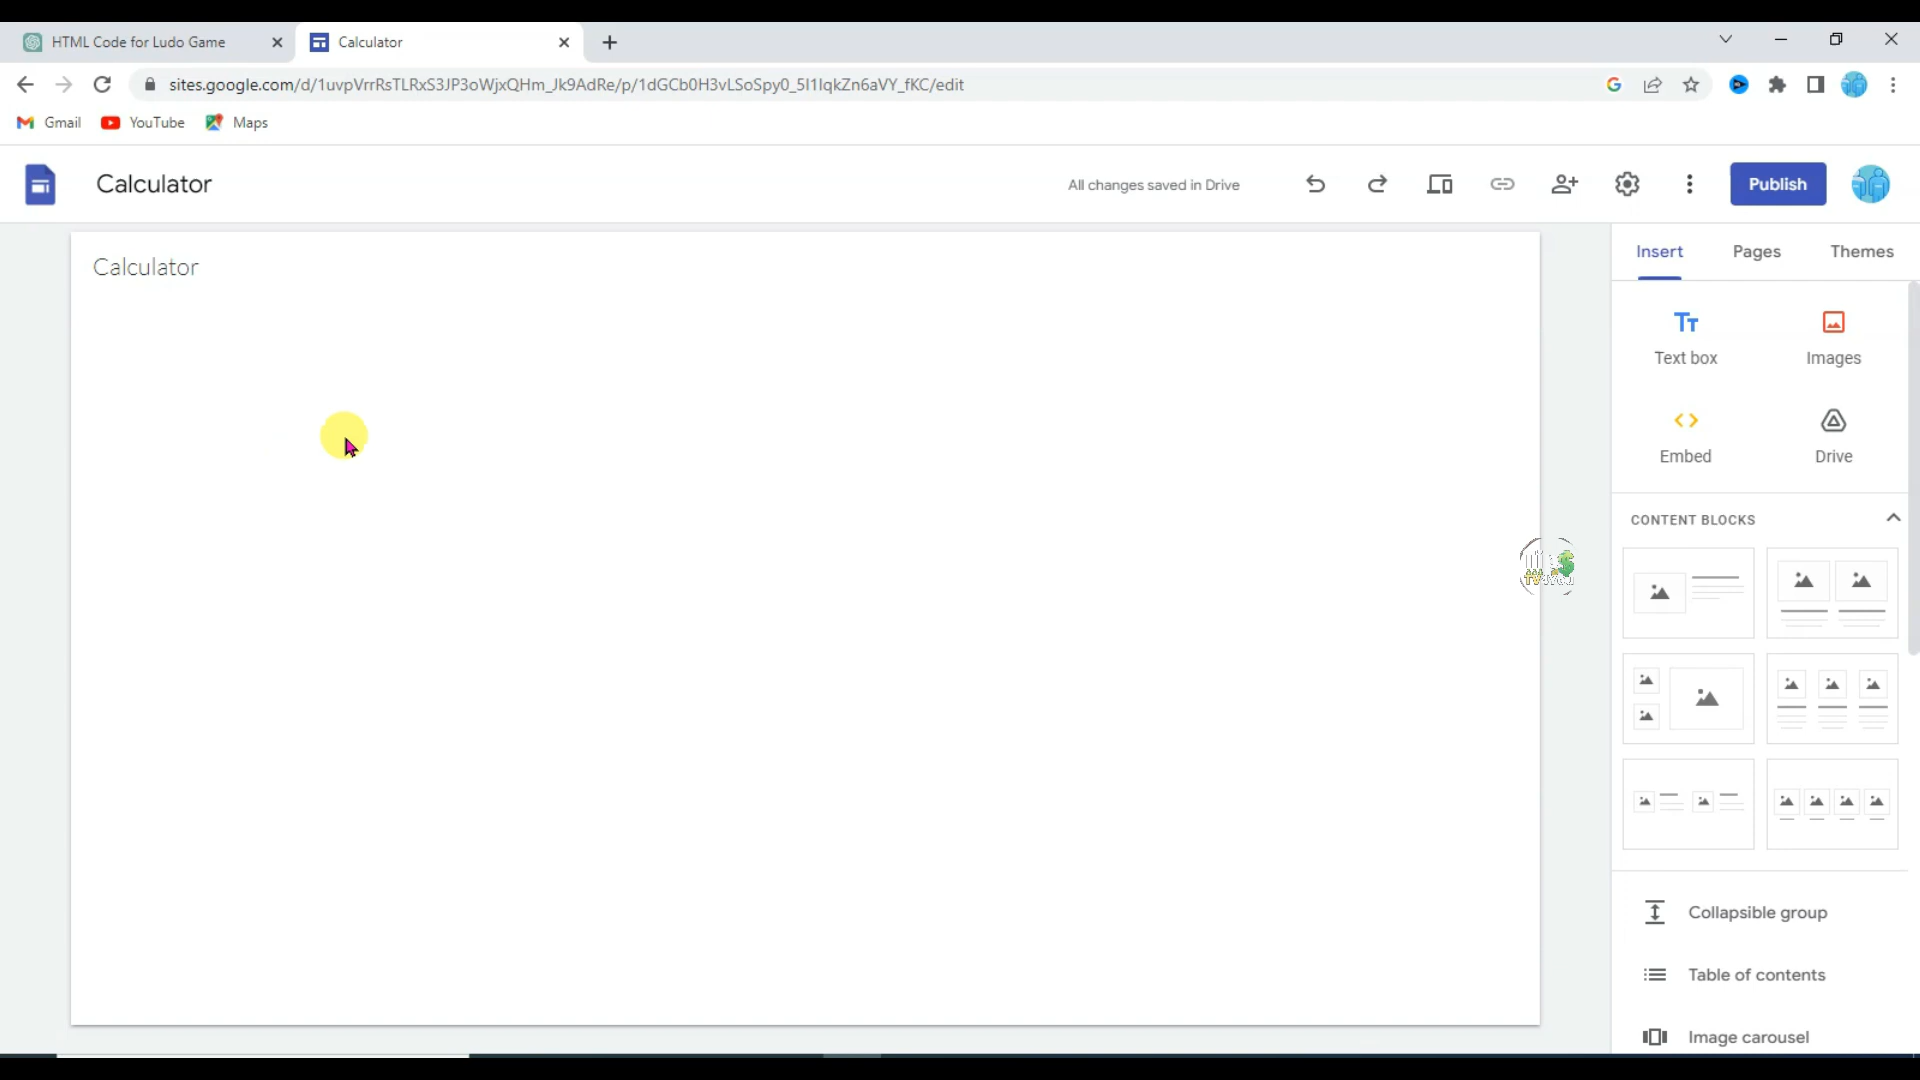 HTML Code for Ludo Game
Calculator
sites.google.com/d/1uvpVrrRsTLRxS3JP3oWjxQHm_Jk9AdRe/p/1dGCb0H3vLSoSpy0_5I1IqkZn6aVY_fKC/edit
Gmail
YouTube
Maps
Calculator
All changes saved in Drive
Publish
Calculator
Insert
Pages
Themes
Text box
Images
Embed
Drive
CONTENT BLOCKS
Collapsible group
Table of contents
Image carousel